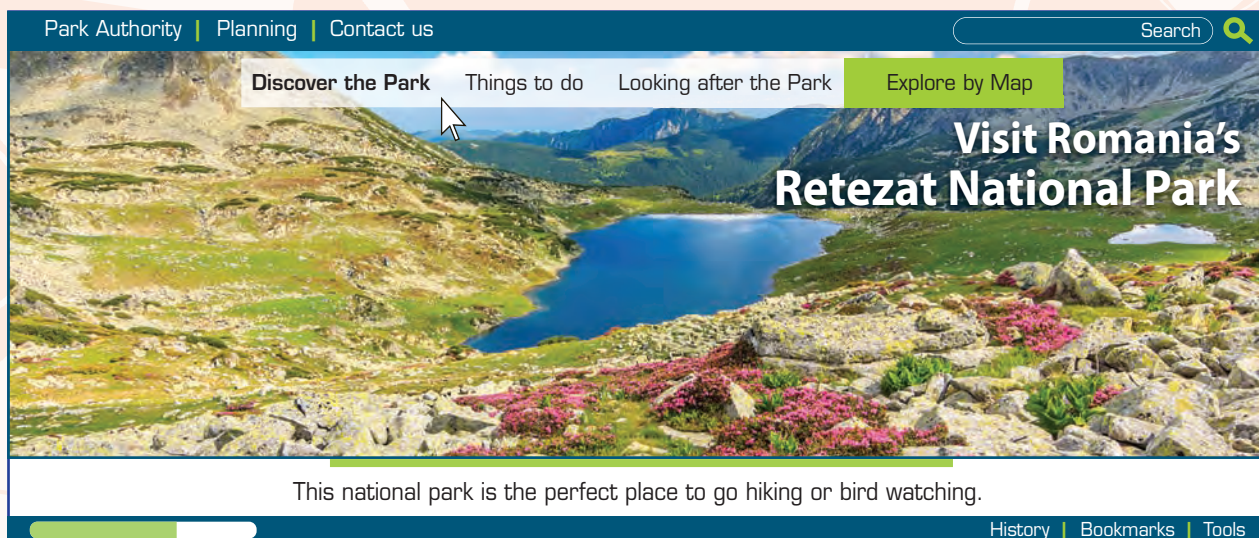 Park Authority | Planning | Contact us
Search
Discover the Park Things to do Looking after the Park Explore by Map
Visit Romania's
Retezat National Park
This national park is the perfect place to go hiking or bird watching.
History | Bookmarks | Tools